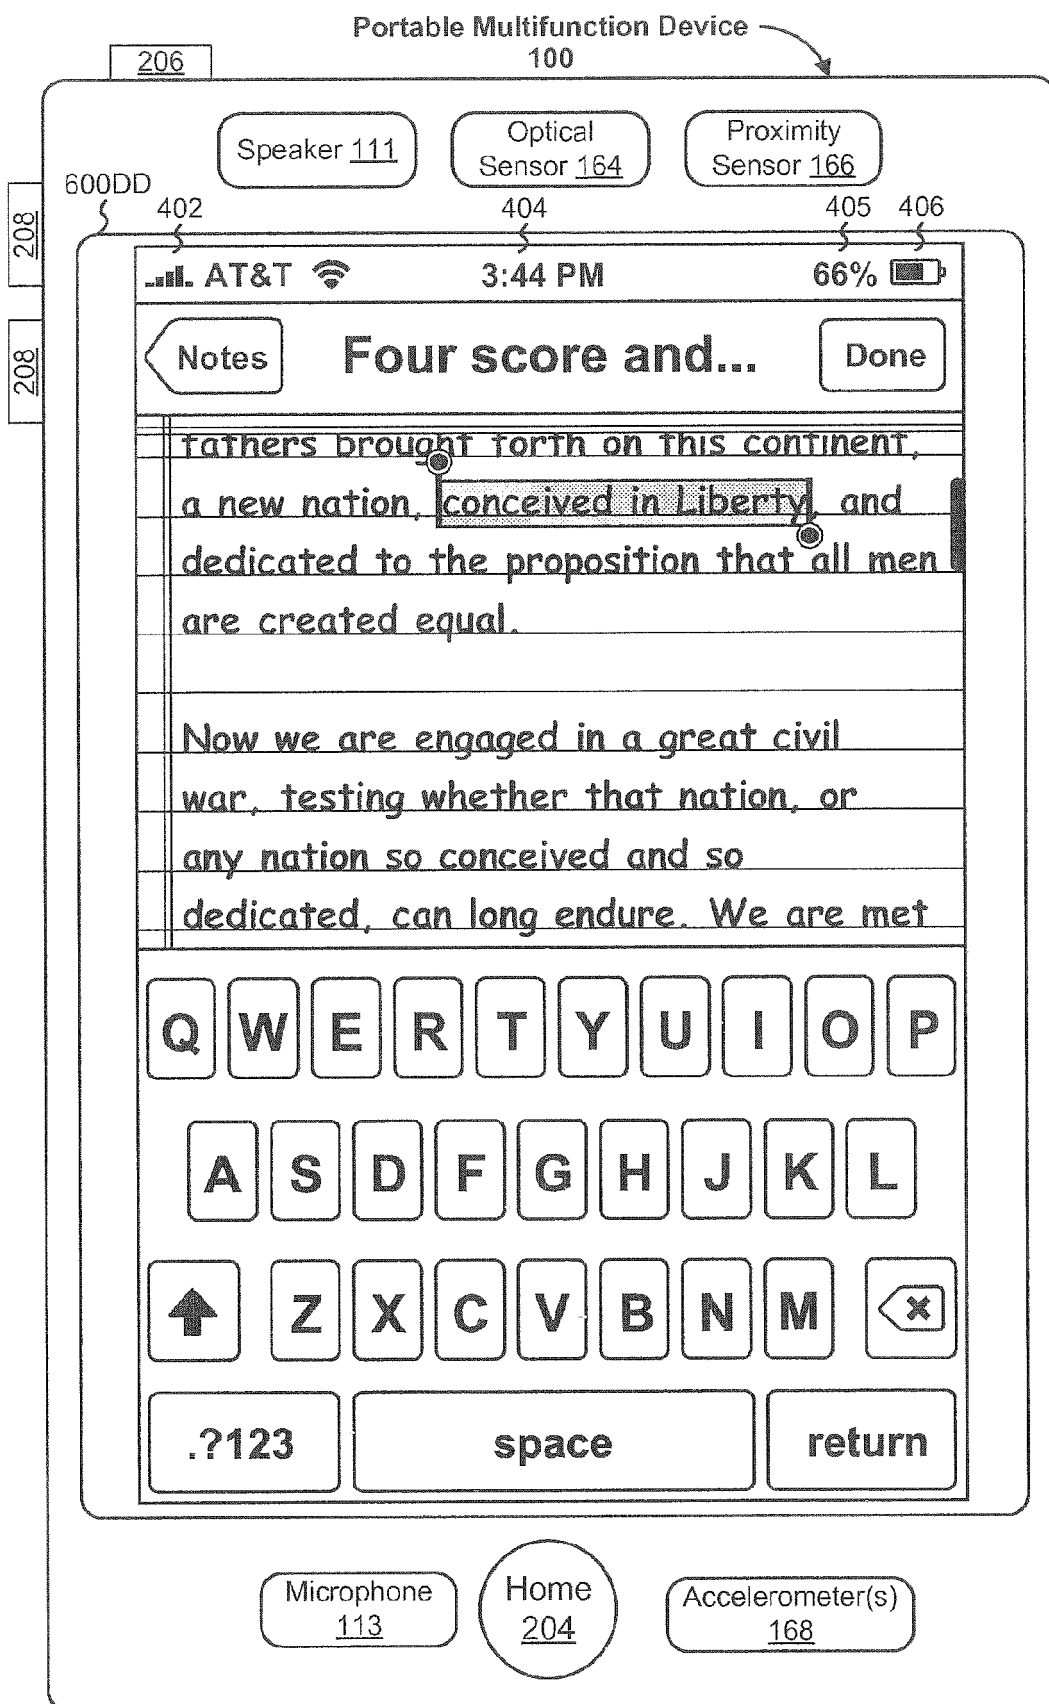 Portable Multifunction Device
100
206
Speaker 111
Optical
Sensor 164
Proximity
Sensor 166
208
208
600DD
402
404
405
406
AT&T
3:44 PM
66%
Notes
Four score and...
Done
fathers brought forth on this continent,
a new nation, conceived in Liberty, and
dedicated to the proposition that all men
are created equal.
Now we are engaged in a great civil
war, testing whether that nation, or
any nation so conceived and so
dedicated, can long endure. We are met
Q W E R T Y U I O P
A S D F G H J K L
Z X C V B N M
.?123 space return
Microphone
113
Home
204
Accelerometer(s)
168